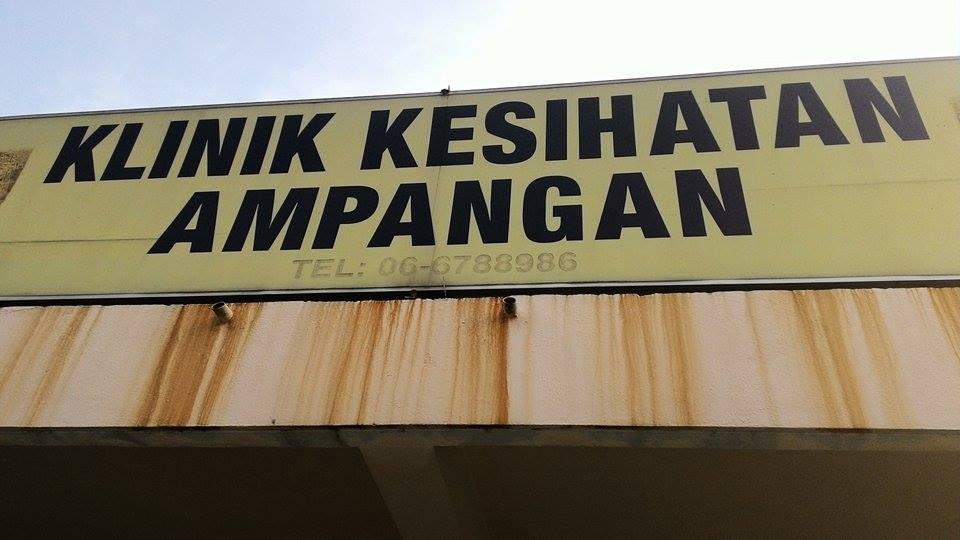 KLINIK KESIHATAN
AMPANGAN
TEL: 06-6788986